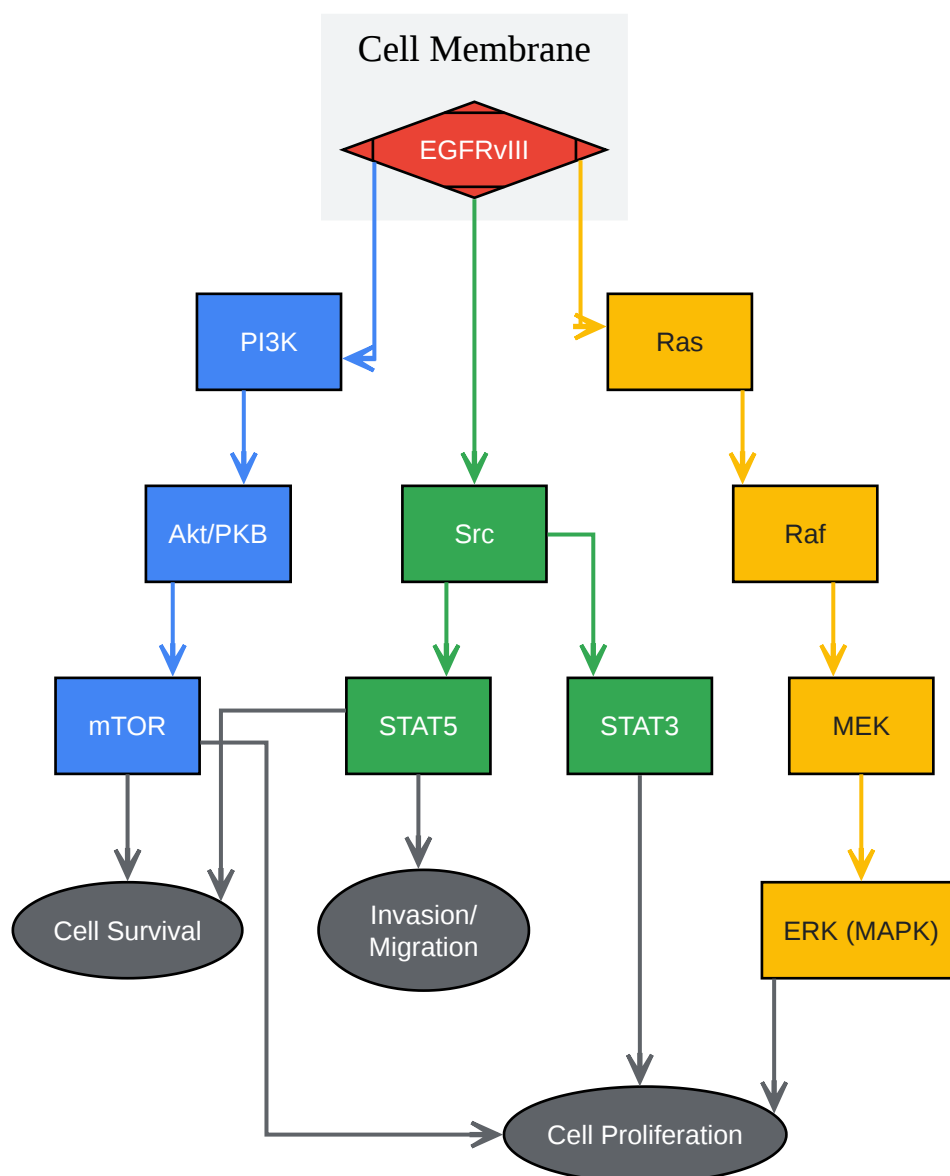 Cell Membrane
EGFRvIII
PI3K
Ras
Akt/PKB
Src
Raf
mTOR
STAT5
STAT3
MEK
Cell Survival
Invasion/
Migration
ERK (MAPK)
Cell Proliferation